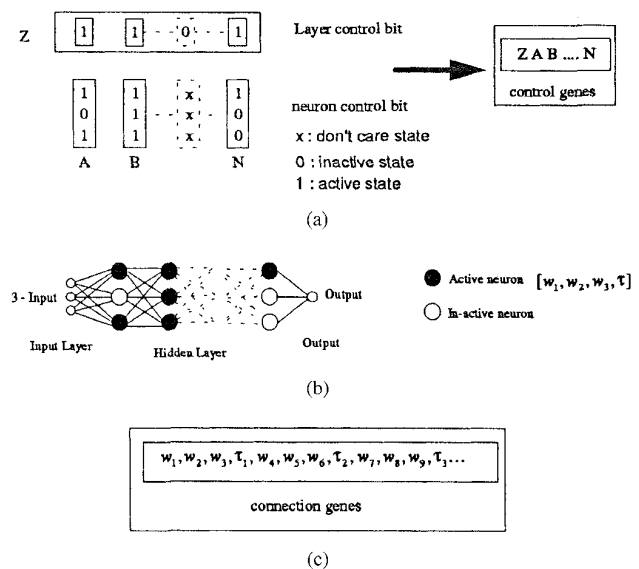 Z 1 1 0 1
Layer control bit
Z A B .... N
control genes
1 1 x 1
0 1 x 0
1 1 x 0
A B N
neuron control bit
x : don't care state
0 : inactive state
1 : active state
(a)
3 - Input
Input Layer
Hidden Layer
Output
Output
Active neuron [w₁, w₂, w₃, τ]
In-active neuron
(b)
w₁, w₂, w₃, τ₁, w₄, w₅, w₆, τ₂, w₇, w₈, w₉, τ₃...
connection genes
(c)